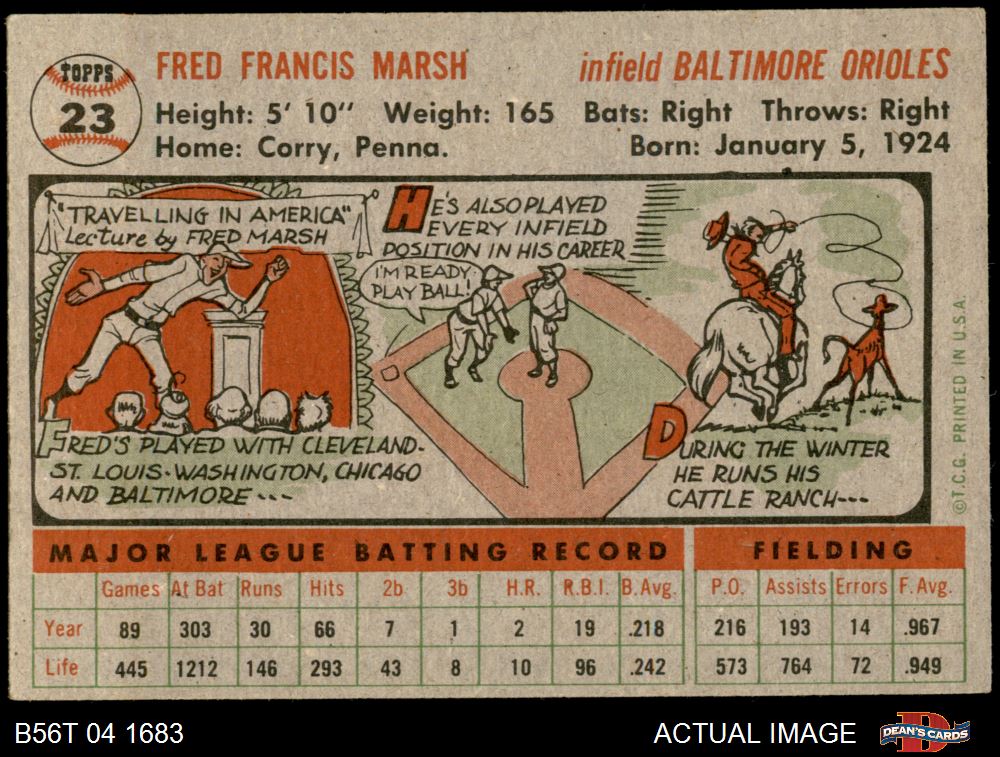 TOPPS
23
FRED FRANCIS MARSH infield BALTIMORE ORIOLES
Height: 5' 10" Weight: 165 Bats: Right Throws: Right
Home: Corry, Penna. Born: January 5, 1924
"TRAVELLING IN AMERICA"
Lecture by FRED MARSH
FRED'S PLAYED WITH CLEVELAND-
ST. LOUIS-WASHINGTON, CHICAGO
AND BALTIMORE ---
HE'S ALSO PLAYED
EVERY INFIELD
POSITION IN HIS CAREER
I'M READY.
PLAY BALL!
DURING THE WINTER
HE RUNS HIS
CATTLE RANCH---
©T.C.G. PRINTED IN U.S.A.
MAJOR LEAGUE BATTING RECORD FIELDING
Games At Bat Runs Hits 2b 3b H.R. R.B.I. B.Avg. P.O. Assists Errors F.Avg.
Year 89 303 30 66 7 1 2 19 .218 216 193 14 .967
Life 445 1212 146 293 43 8 10 96 .242 573 764 72 .949
B56T 04 1683 ACTUAL IMAGE DEAN'S CARDS